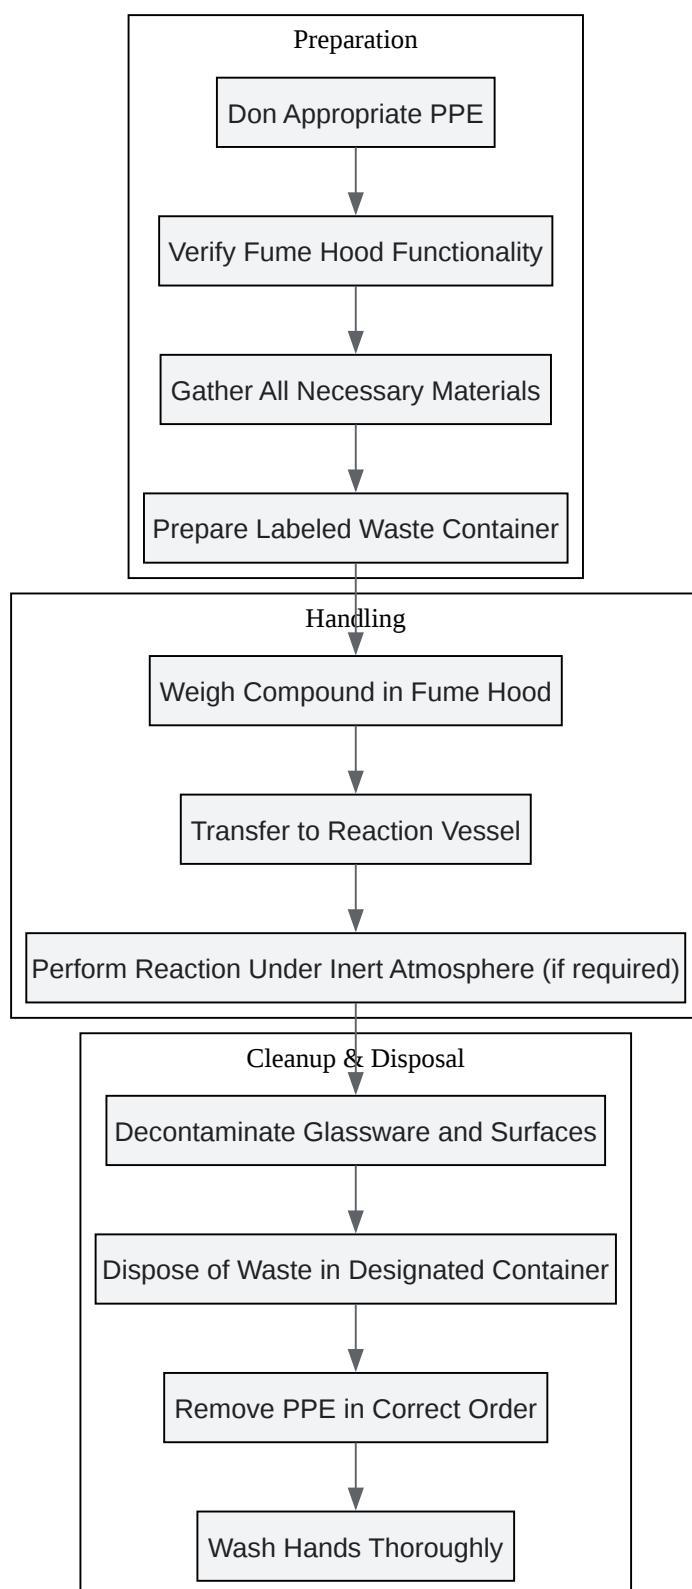 Preparation
Don Appropriate PPE
Verify Fume Hood Functionality
Gather All Necessary Materials
Prepare Labeled Waste Container
Handling
Weigh Compound in Fume Hood
Transfer to Reaction Vessel
Perform Reaction Under Inert Atmosphere (if required)
Cleanup & Disposal
Decontaminate Glassware and Surfaces
Dispose of Waste in Designated Container
Remove PPE in Correct Order
Wash Hands Thoroughly